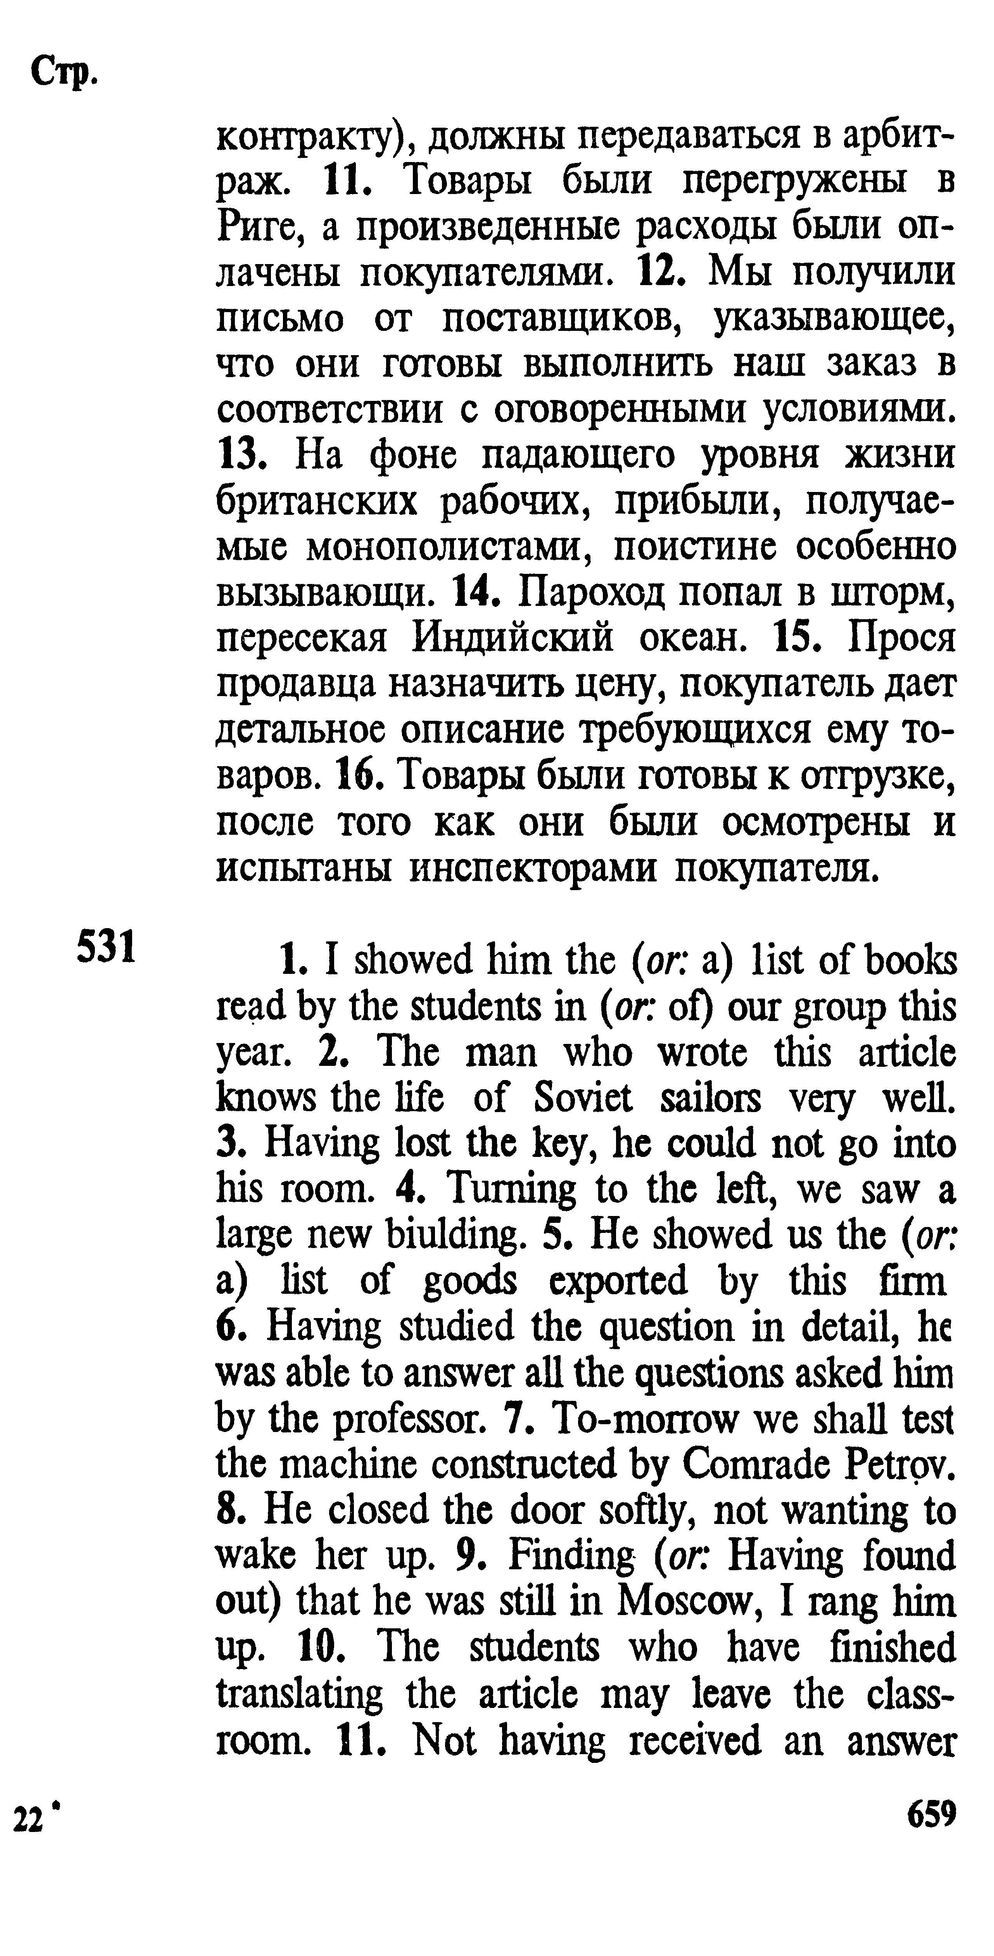 Стр.
контракту), должны передаваться в арбит-
раж. 11. Товары были перегружены в
Риге, а произведенные расходы были оп-
лачены покупателями. 12. Мы получили
письмо от поставщиков, указывающее,
что они готовы выполнить наш заказ в
соответствии с оговоренными условиями.
13. На фоне падающего уровня жизни
британских рабочих, прибыли, получае-
мые монополистами, поистине особенно
вызывающи. 14. Пароход попал в шторм,
пересекая Индийский океан. 15. Прося
продавца назначить цену, покупатель дает
детальное описание требующихся ему то-
варов. 16. Товары были готовы к отгрузке,
после того как они были осмотрены и
испытаны инспекторами покупателя.
531
1. I showed him the (or: a) list of books
read by the students in (or: of) our group this
year. 2. The man who wrote this article
knows the life of Soviet sailors very well.
3. Having lost the key, he could not go into
his room. 4. Turning to the left, we saw a
large new biulding. 5. He showed us the (or:
a) list of goods exported by this firm
6. Having studied the question in detail, he
was able to answer all the questions asked him
by the professor. 7. To-morrow we shall test
the machine constructed by Comrade Petrov.
8. He closed the door softly, not wanting to
wake her up. 9. Finding (or: Having found
out) that he was still in Moscow, I rang him
up. 10. The students who have finished
translating the article may leave the class-
room. 11. Not having received an answer
22*
659